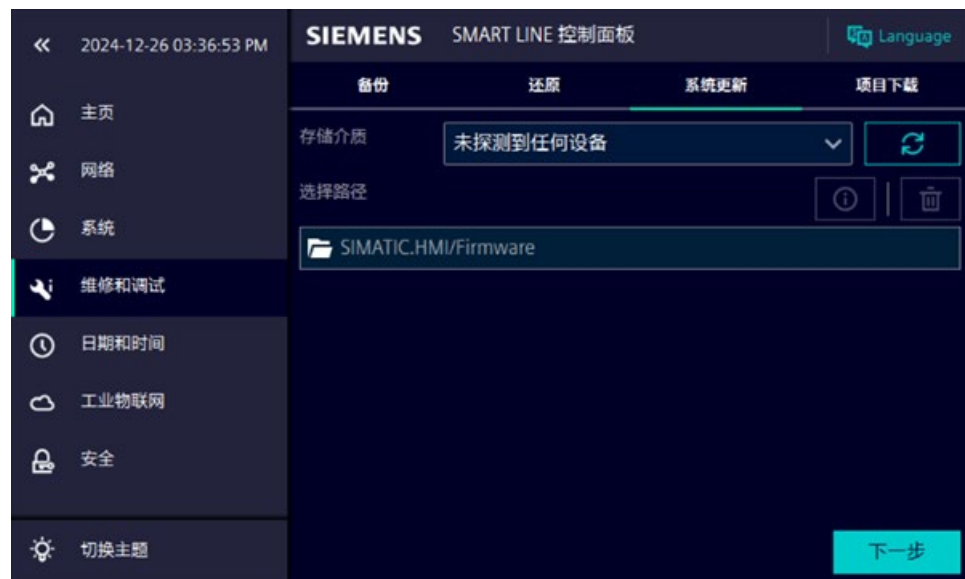 2024-12-26 03:36:53 PM
SIEMENS SMART LINE 控制面板
Language
主页
网络
系统
维修和调试
日期和时间
工业物联网
安全
切换主题
备份 还原 系统更新 项目下载
存储介质 未探测到任何设备
选择路径
SIMATIC.HMI/Firmware
下一步